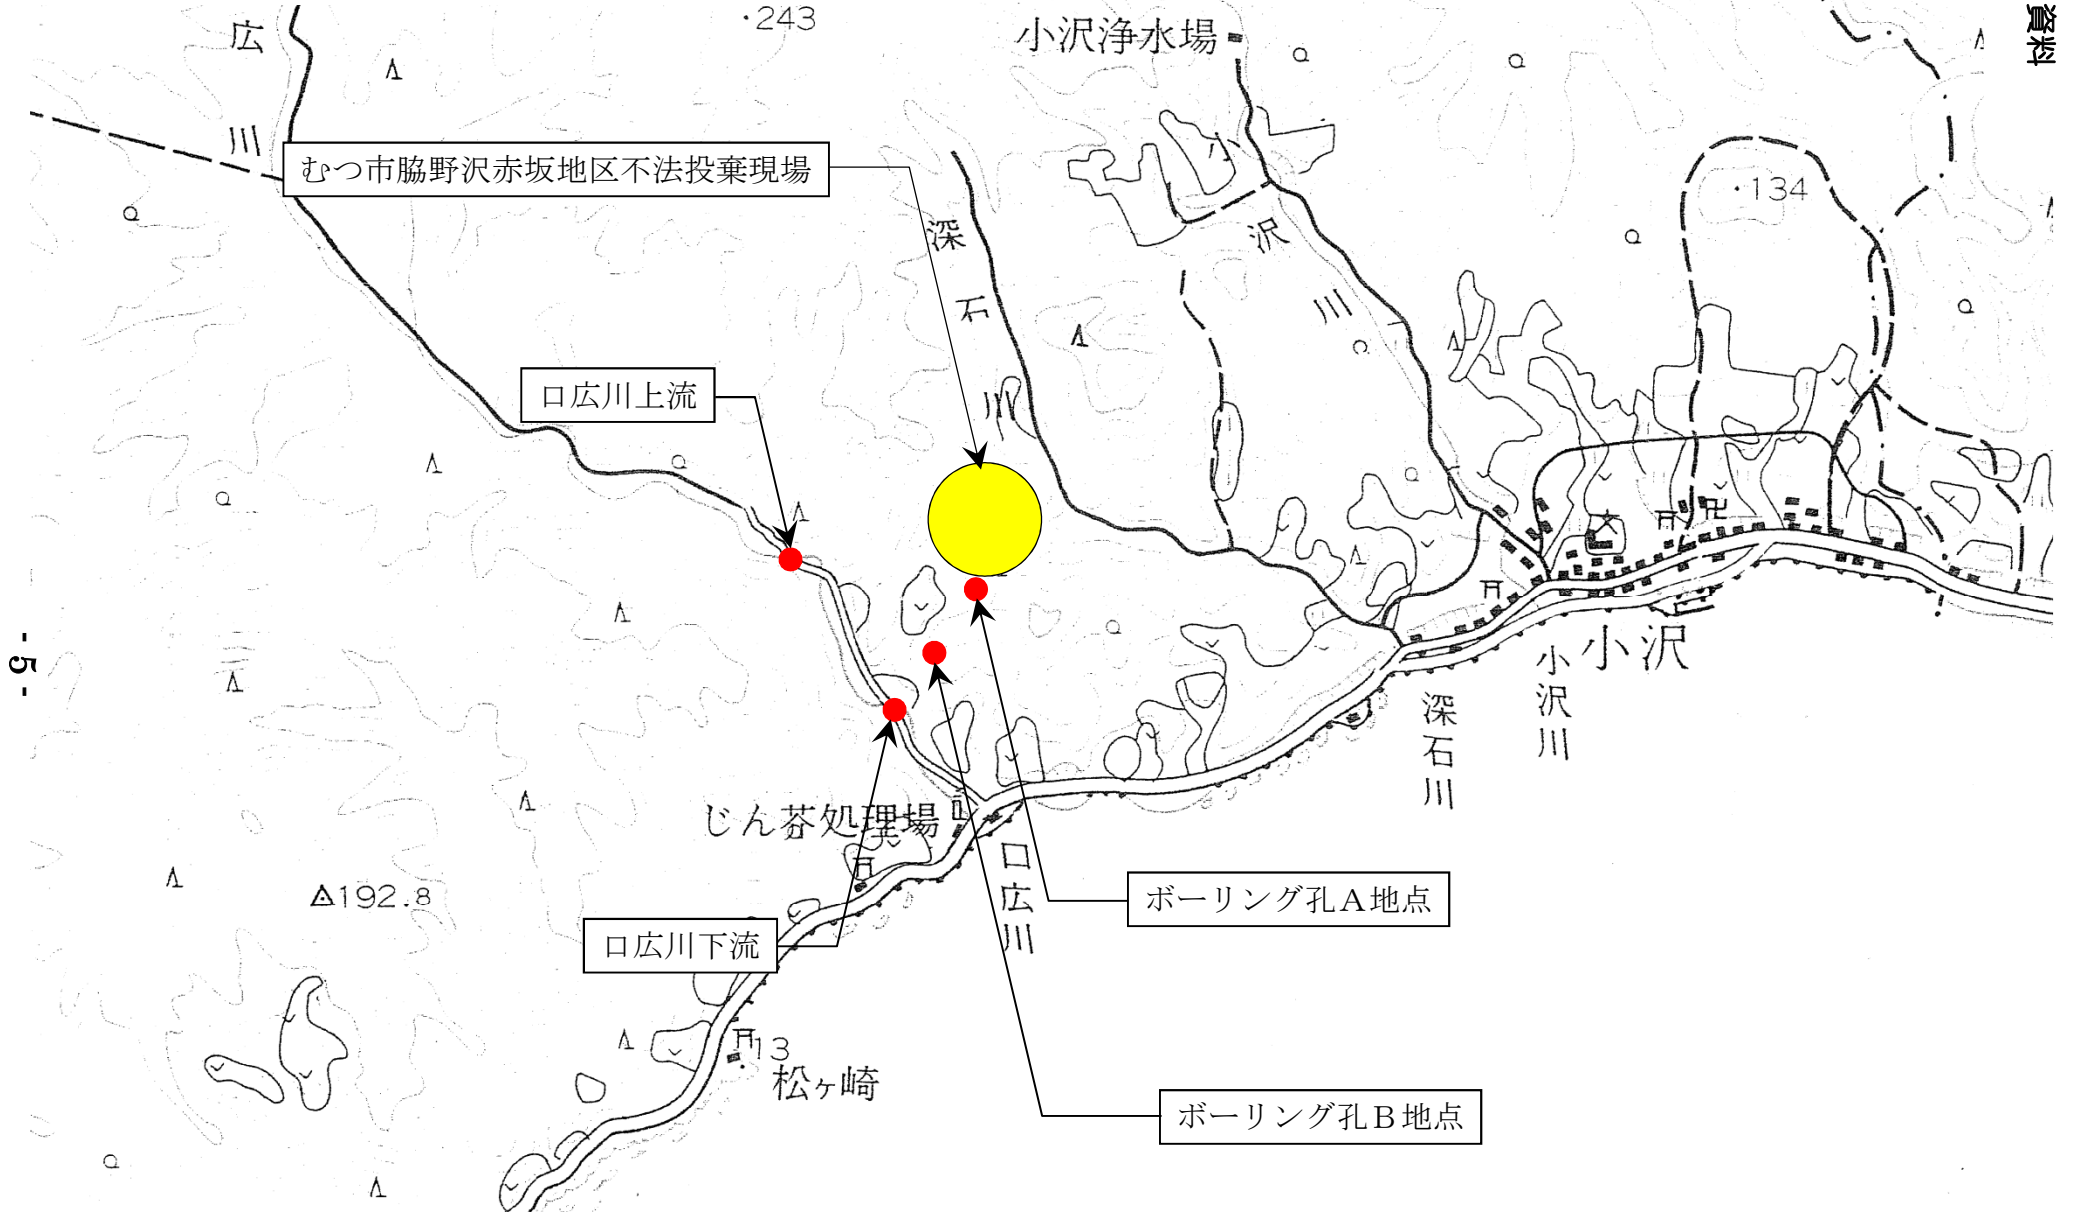 資料
広川
・243
小沢浄水場
むつ市脇野沢赤坂地区不法投棄現場
・134
小沢川
深石川
口広川上流
小沢
小沢川
深石川
- 5 -
じん芥処理場
口広川
ボーリング孔A地点
192.8
口広川下流
13
松ヶ崎
ボーリング孔B地点